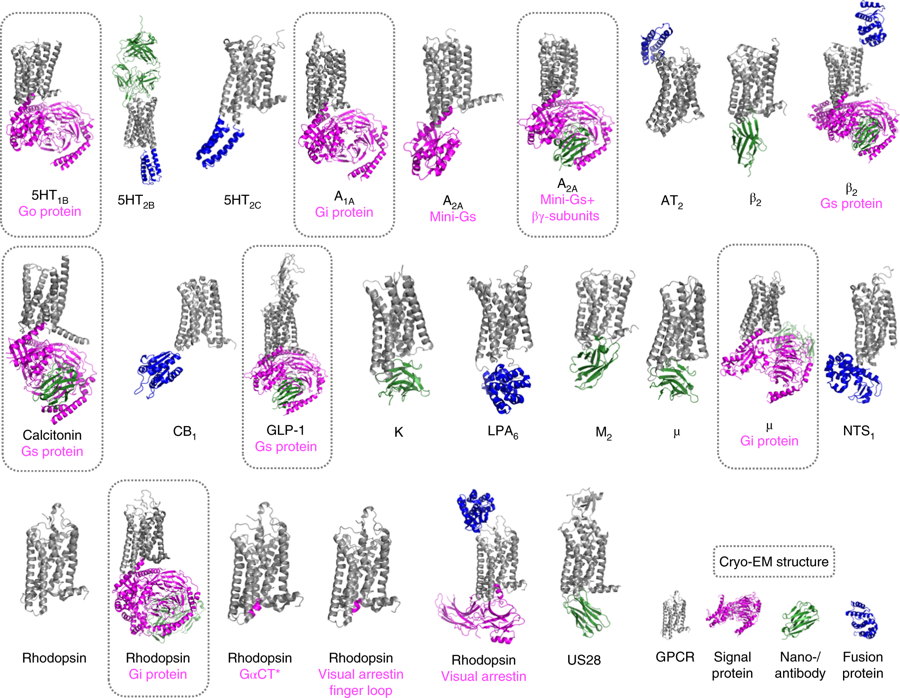 5HT1B
Go protein
5HT2B
5HT2C
A1A
Gi protein
A2A
Mini-Gs
A2A
Mini-Gs+
βγ-subunits
AT2
β2
β2
Gs protein
Calcitonin
Gs protein
CB1
GLP-1
Gs protein
K
LPA6
M2
μ
μ
Gi protein
NTS1
Rhodopsin
Rhodopsin
Gi protein
Rhodopsin
GαCT*
Rhodopsin
Visual arrestin
finger loop
Rhodopsin
Visual arrestin
US28
Cryo-EM structure
GPCR
Signal
protein
Nano-/
antibody
Fusion
protein